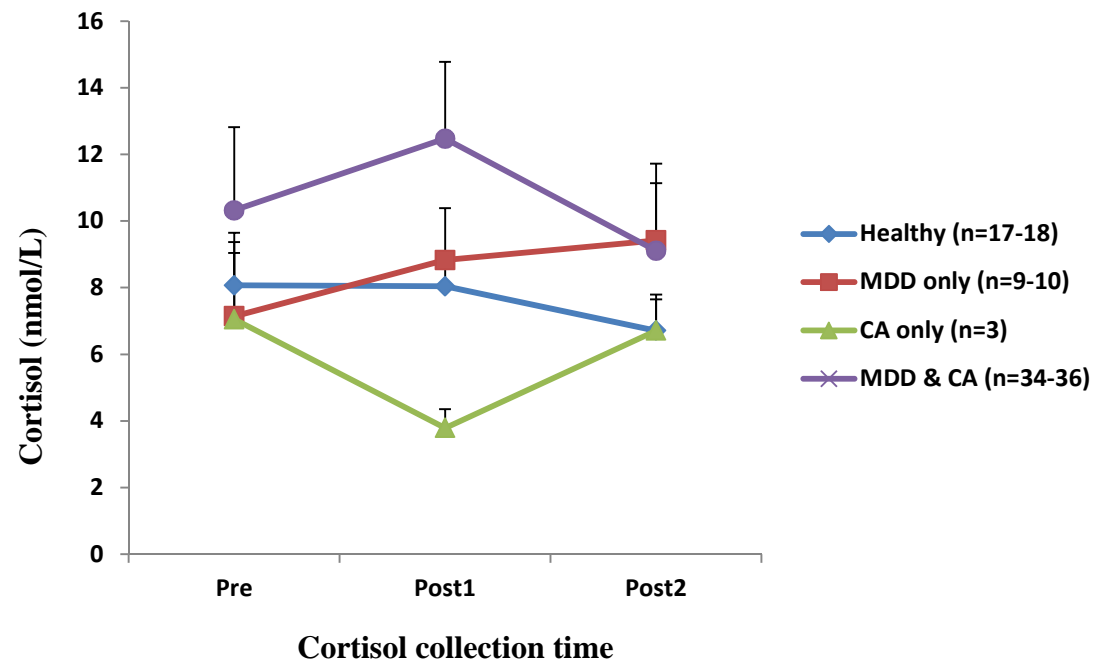 16
14
12
10
8
6
4
2
0
Cortisol (nmol/L)
Pre Post1 Post2
Cortisol collection time
Healthy (n=17-18)
MDD only (n=9-10)
CA only (n=3)
MDD & CA (n=34-36)